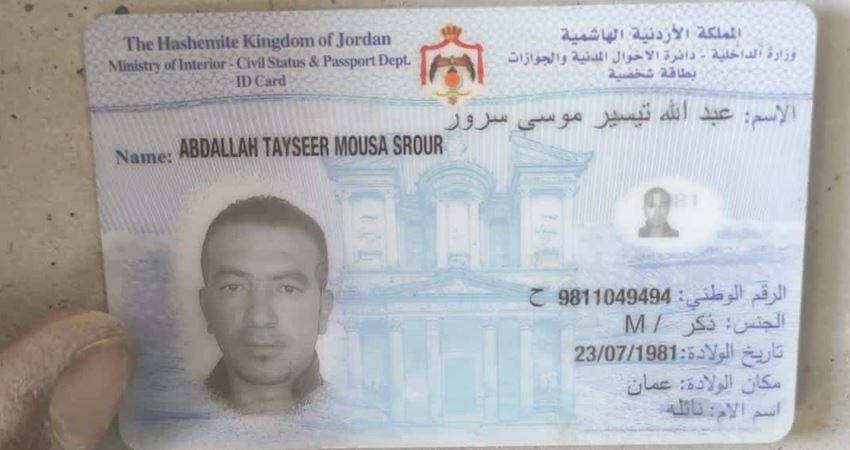 The Hashemite Kingdom of Jordan
Ministry of Interior - Civil Status & Passport Dept.
ID Card
المملكة الأردنية الهاشمية
وزارة الداخلية - دائرة الاحوال المدنية والجوازات
بطاقة شخصية
الإسم: عبد الله تيسير موسى سرور
Name: ABDALLAH TAYSEER MOUSA SROUR
1981
الرقم الوطني: 9811049494 ح
الجنس: ذكر / M
تاريخ الولادة: 23/07/1981
مكان الولادة: عمان
اسم الام: نائله